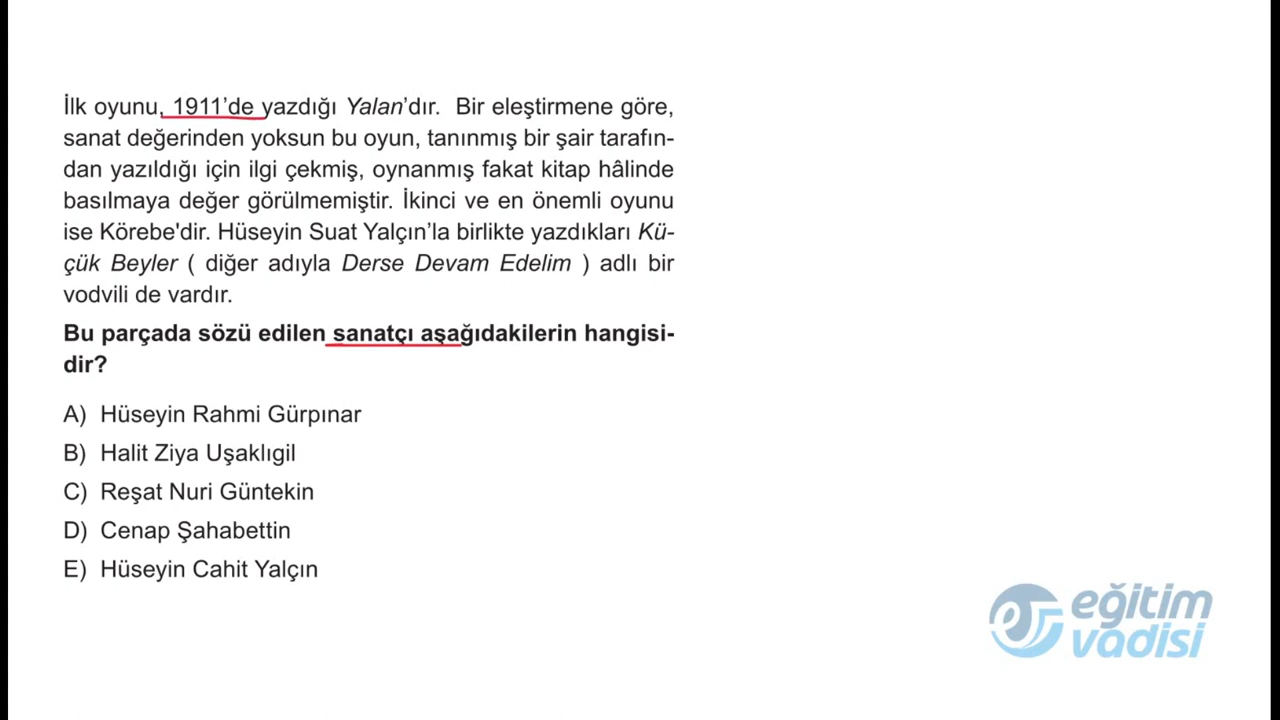 İlk oyunu, 1911’de yazdığı Yalan’dır. Bir eleştirmene göre,
sanat değerinden yoksun bu oyun, tanınmış bir şair tarafın-
dan yazıldığı için ilgi çekmiş, oynanmış fakat kitap hâlinde
basılmaya değer görülmemiştir. İkinci ve en önemli oyunu
ise Körebe'dir. Hüseyin Suat Yalçın’la birlikte yazdıkları Kü-
çük Beyler ( diğer adıyla Derse Devam Edelim ) adlı bir
vodvili de vardır.
Bu parçada sözü edilen sanatçı aşağıdakilerin hangisi-
dir?
A) Hüseyin Rahmi Gürpınar
B) Halit Ziya Uşaklıgil
C) Reşat Nuri Güntekin
D) Cenap Şahabettin
E) Hüseyin Cahit Yalçın
eğitim
vadisi